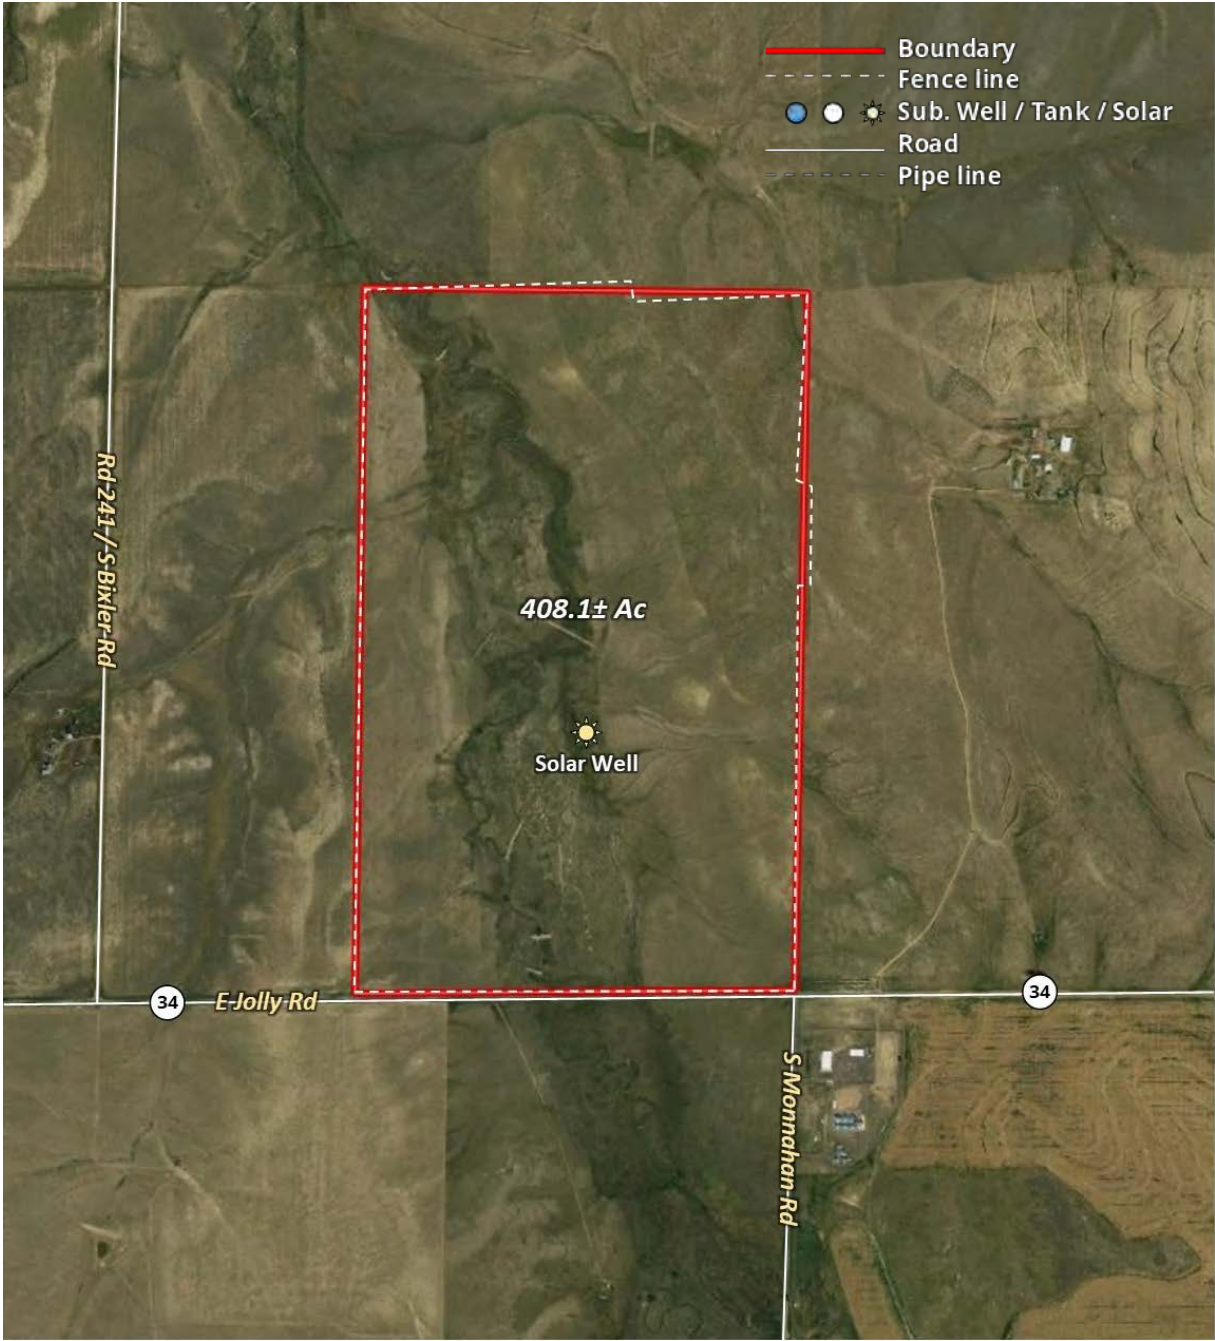 Boundary
Fence line
Sub. Well / Tank / Solar
Road
Pipe line
Rd 241 / S Bixler Rd
408.1± Ac
Solar Well
34
E Jolly Rd
34
S Monnahan Rd